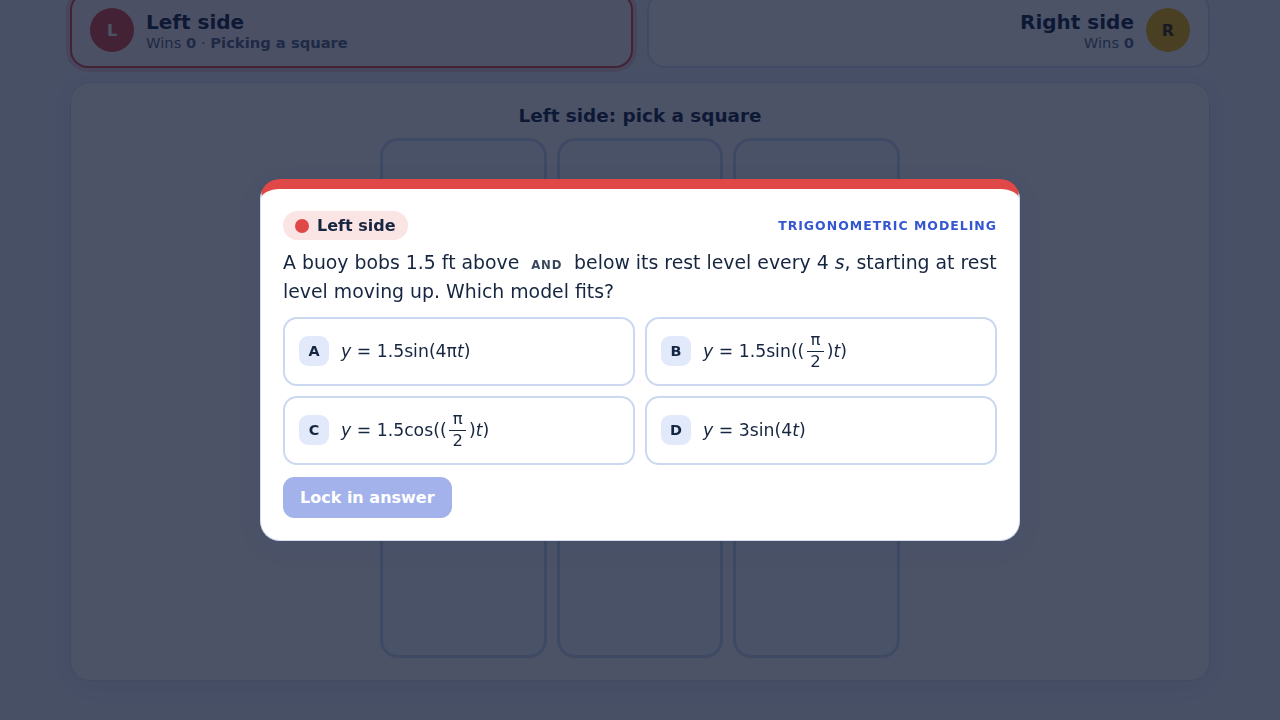 L
Left side
Wins 0 · Picking a square
Right side
Wins 0
R
Left side: pick a square
Left side
TRIGONOMETRIC MODELING
A buoy bobs 1.5 ft above AND below its rest level every 4 s, starting at rest
level moving up. Which model fits?
A y = 1.5sin(4πt)
B y = 1.5sin((π/2)t)
C y = 1.5cos((π/2)t)
D y = 3sin(4t)
Lock in answer